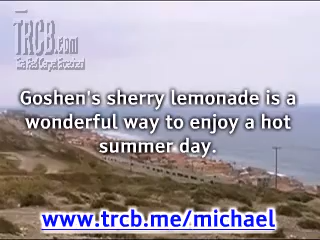 TRCB.com
The Red Carpet Broadcast
Goshen's sherry lemonade is a
wonderful way to enjoy a hot
summer day.
www.trcb.me/michael